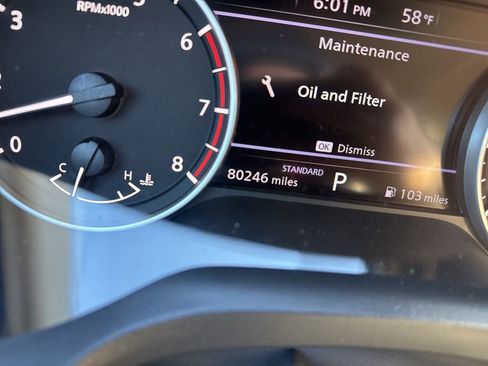 6:01 PM 58°F
3
RPMx1000
6
Maintenance
Oil and Filter
7
0
C H
8
OK Dismiss
STANDARD
80246 miles P 103 miles